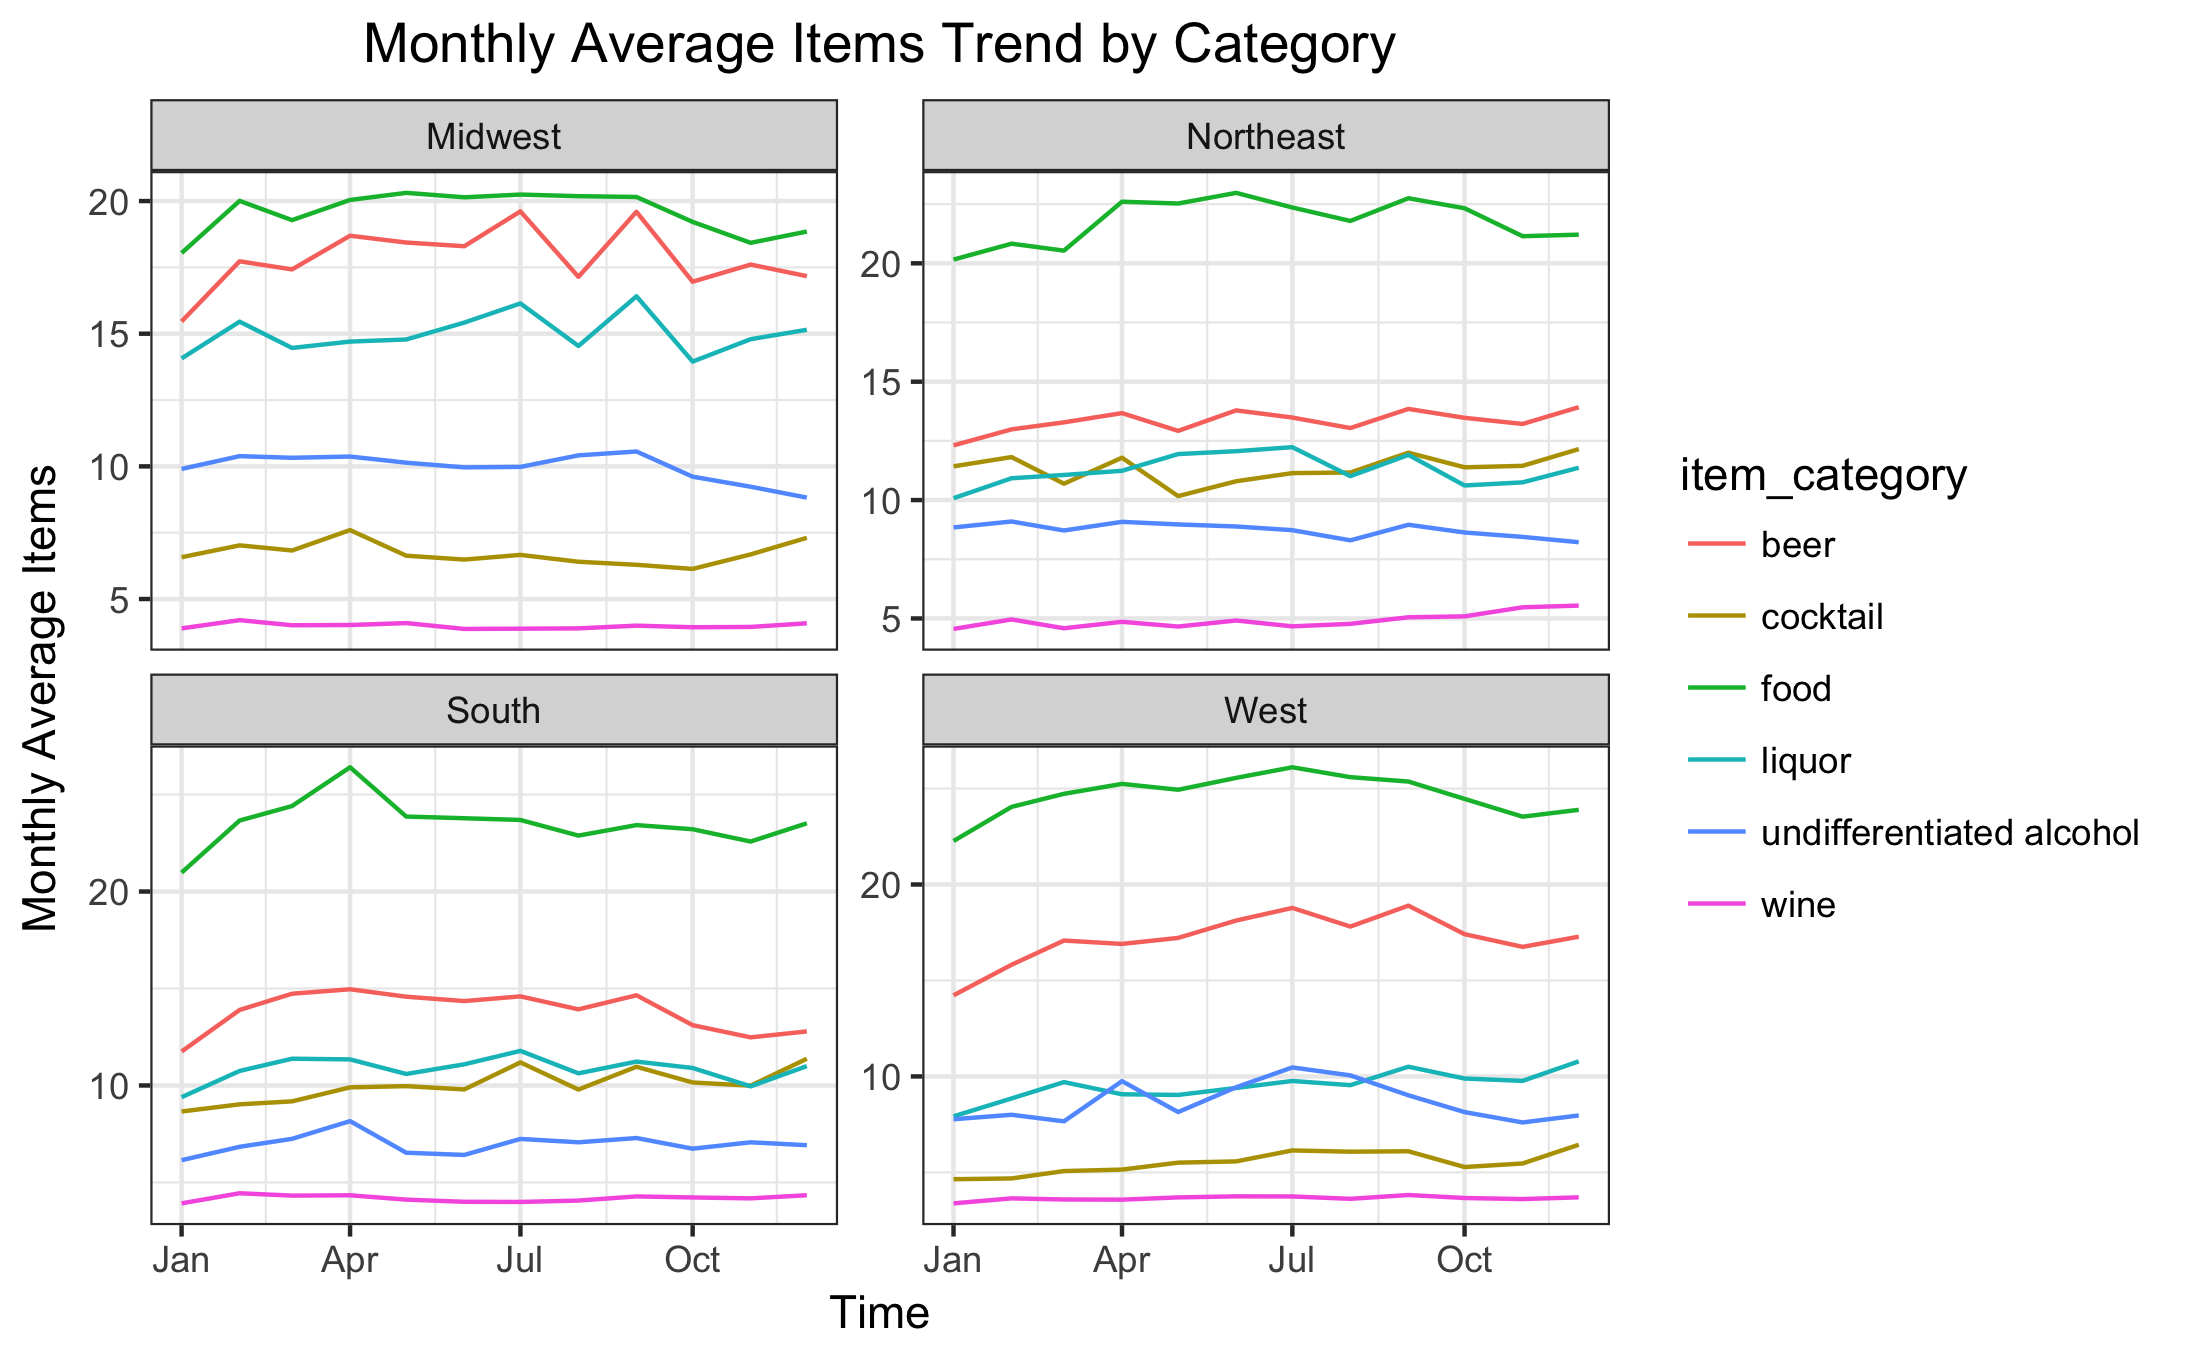 Monthly Average Items Trend by Category
Midwest
Northeast
20
15
10
5
20
15
10
5
South
West
20
10
20
10
Jan Apr Jul Oct
Jan Apr Jul Oct
Time
Monthly Average Items
item_category
beer
cocktail
food
liquor
undifferentiated alcohol
wine